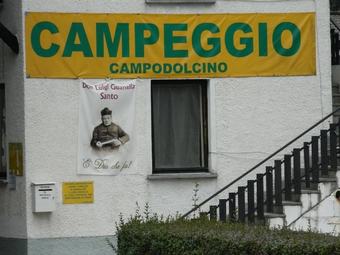 CAMPEGGIO
CAMPODOLCINO
Don Luigi Guanella
Santo
È Dio che fa!